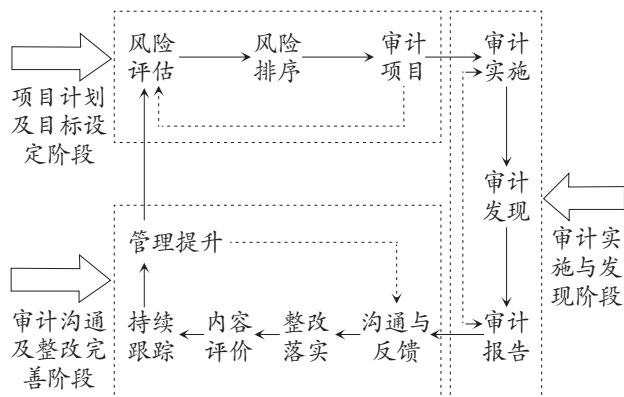 风险
评估
风险
排序
审计
项目
审计
实施
项目计划
及目标设
定阶段
审计
发现
审计实
施与发
现阶段
管理提升
审计沟通
及整改完
善阶段
持续
跟踪
内容
评价
整改
落实
沟通与
反馈
审计
报告